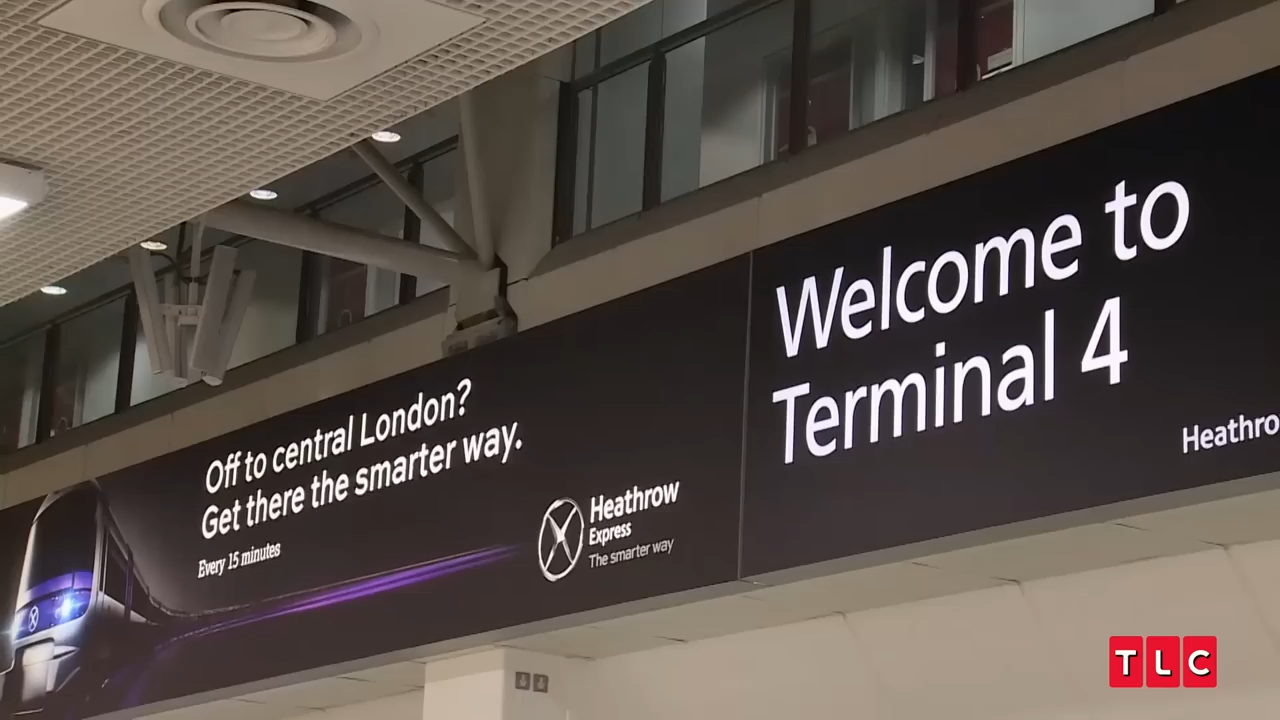 Off to central London?
Get there the smarter way.
Every 15 minutes
Heathrow
Express
The smarter way
Welcome to
Terminal 4
Heathro
TLC